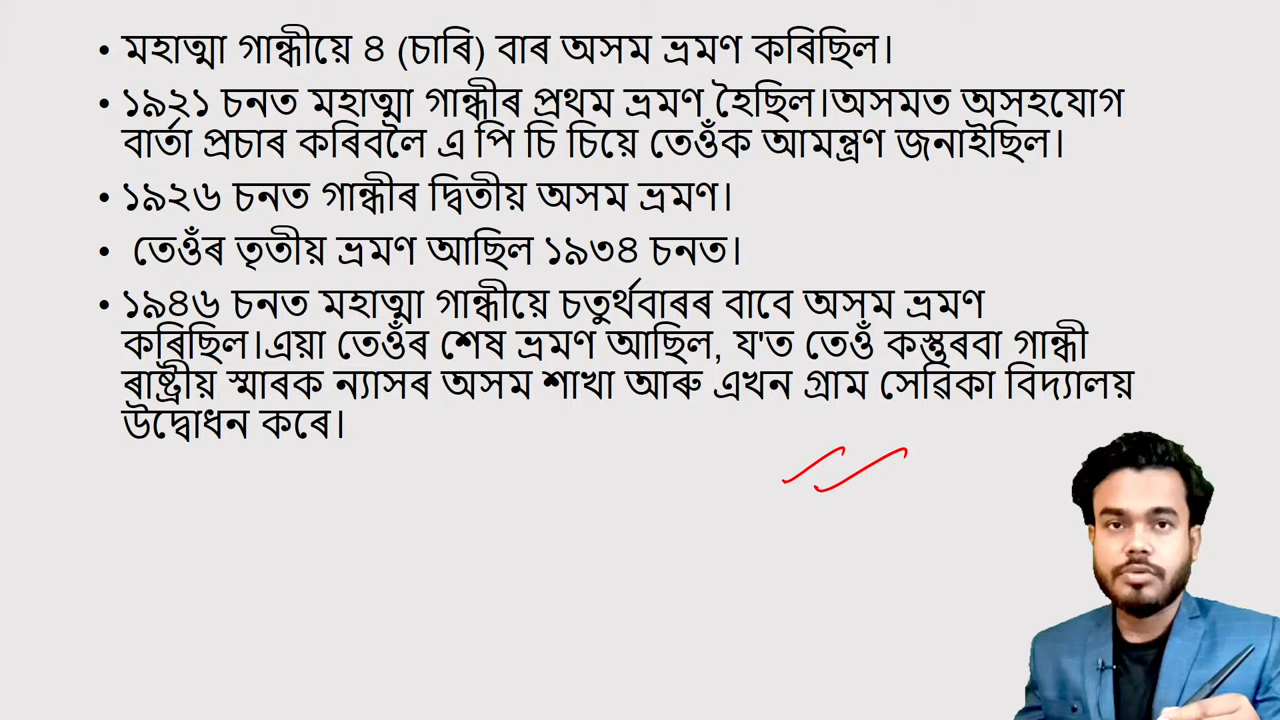 • মহাত্মা গান্ধীয়ে ৪ (চাৰি) বাৰ অসম ভ্ৰমণ কৰিছিল।
• ১৯২১ চনত মহাত্মা গান্ধীৰ প্ৰথম ভ্ৰমণ হৈছিল।অসমত অসহযোগ
বাৰ্তা প্ৰচাৰ কৰিবলৈ এ পি চি চিয়ে তেওঁক আমন্ত্ৰণ জনাইছিল।
• ১৯২৬ চনত গান্ধীৰ দ্বিতীয় অসম ভ্ৰমণ।
• তেওঁৰ তৃতীয় ভ্ৰমণ আছিল ১৯৩৪ চনত।
• ১৯৪৬ চনত মহাত্মা গান্ধীয়ে চতুৰ্থবাৰৰ বাবে অসম ভ্ৰমণ
কৰিছিল।এয়া তেওঁৰ শেষ ভ্ৰমণ আছিল, য'ত তেওঁ কস্তুৰবা গান্ধী
ৰাষ্ট্ৰীয় স্মাৰক ন্যাসৰ অসম শাখা আৰু এখন গ্ৰাম সেৱিকা বিদ্যালয়
উদ্বোধন কৰে।